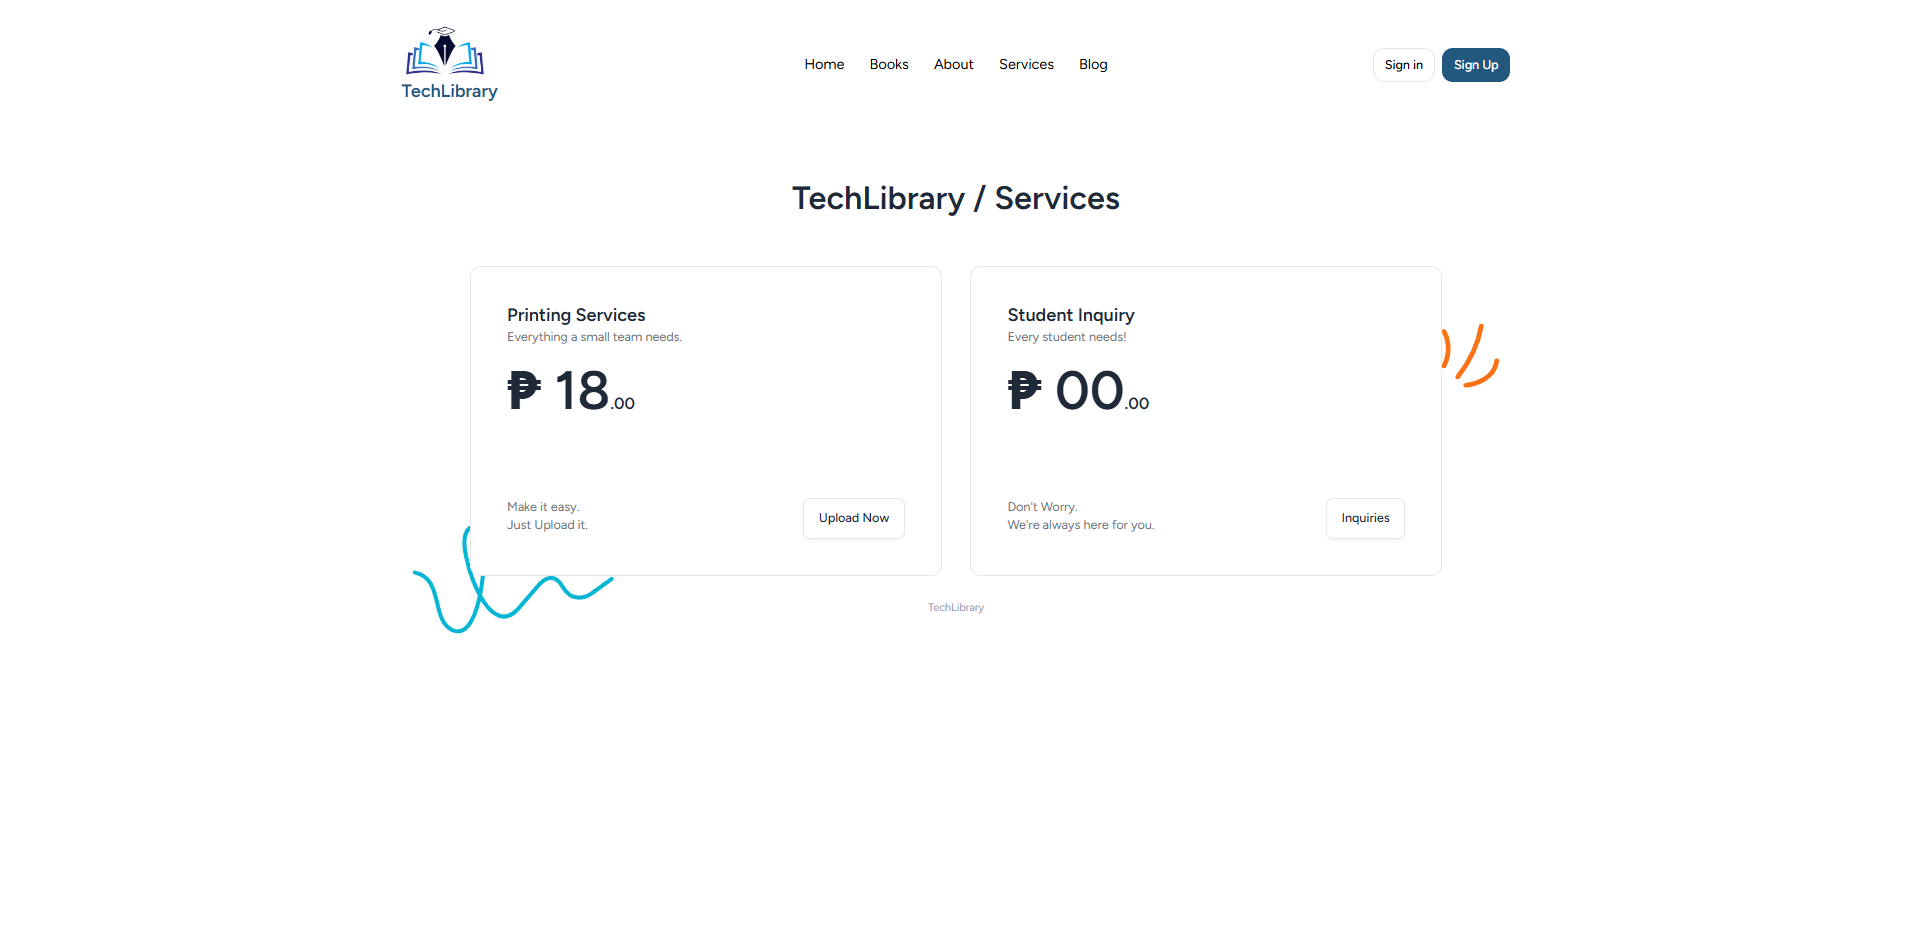 TechLibrary
Home Books About Services Blog
Sign in Sign Up
TechLibrary / Services
Printing Services
Everything a small team needs.
₱ 18.00
Make it easy.
Just Upload it.
Upload Now
Student Inquiry
Every student needs!
₱ 00.00
Don't Worry.
We're always here for you.
Inquiries
TechLibrary